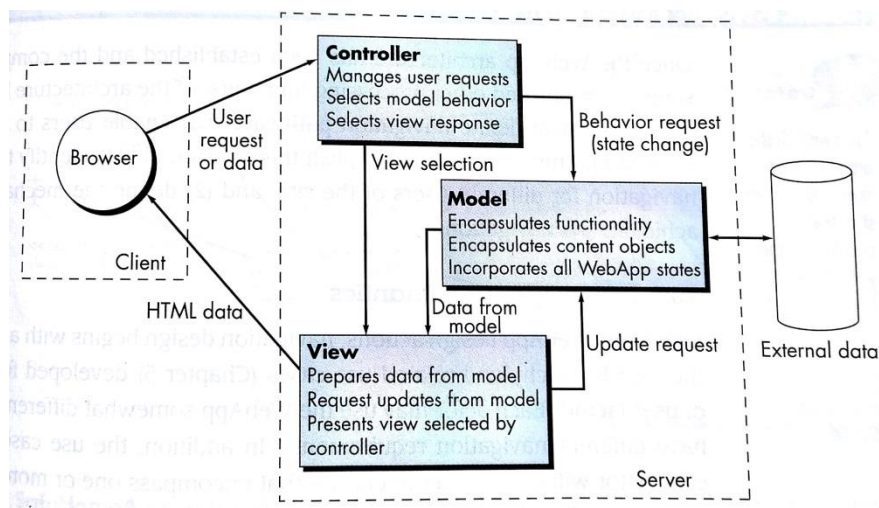 Controller
Manages user requests
Selects model behavior
Selects view response
User
request
or data
Browser
Client
View selection
Behavior request
(state change)
Model
Encapsulates functionality
Encapsulates content objects
Incorporates all WebApp states
HTML data
Data from
model
Update request
External data
View
Prepares data from model
Request updates from model
Presents view selected by
controller
Server